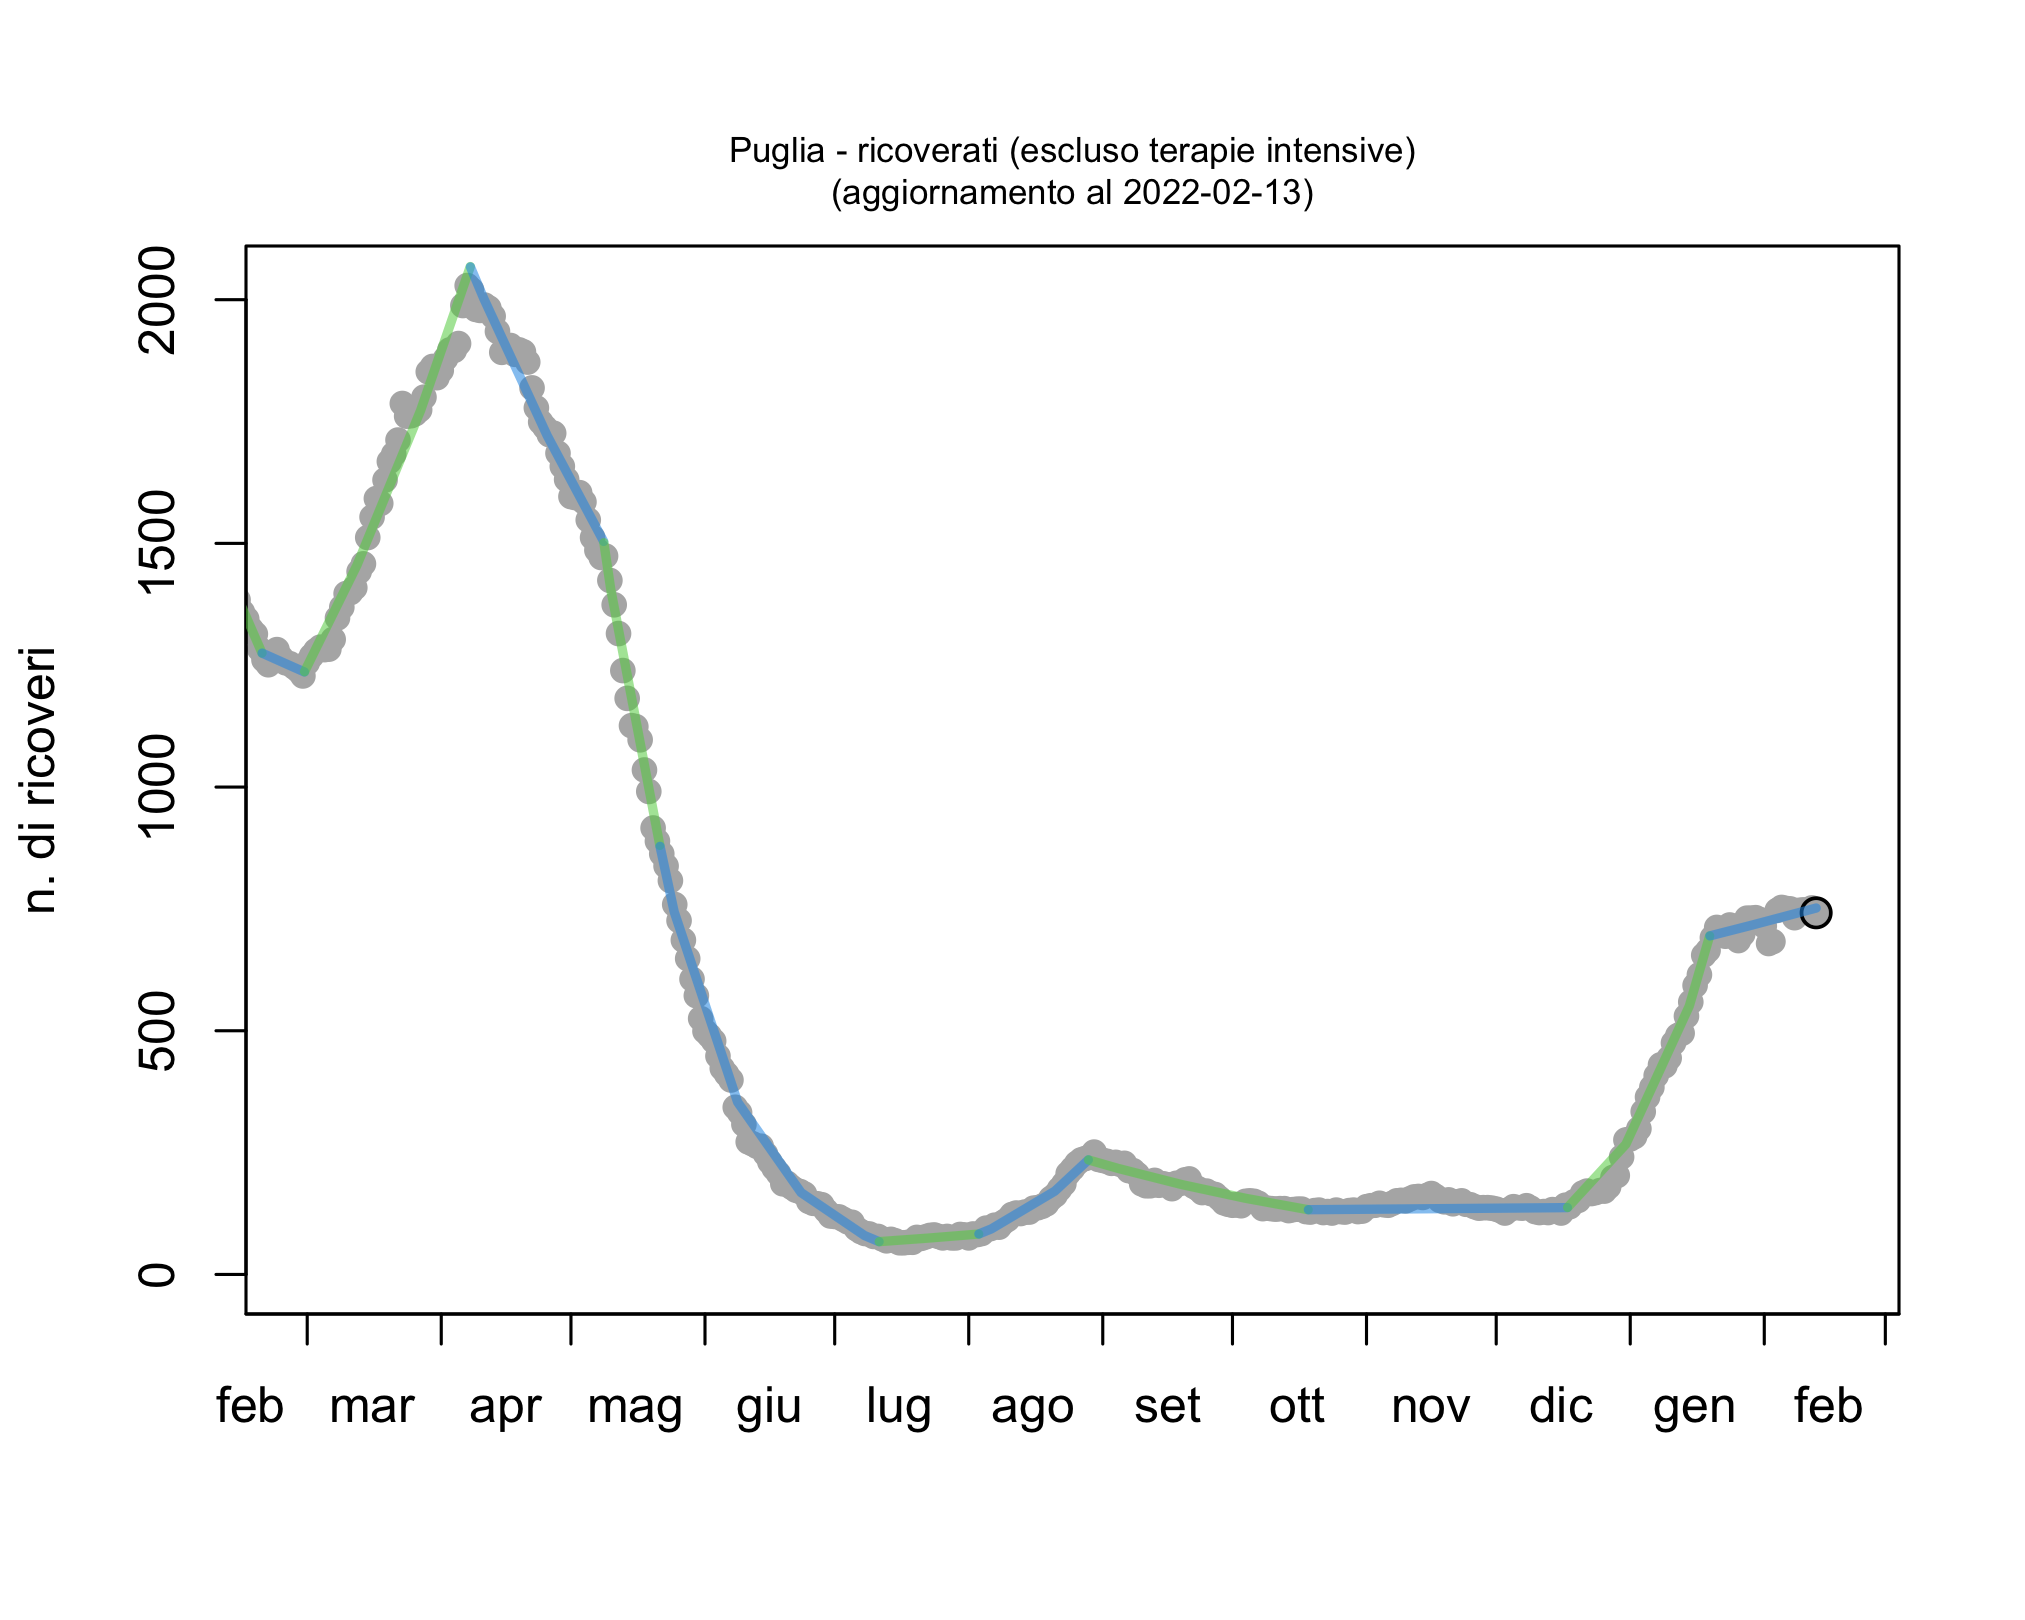 Puglia - ricoverati (escluso terapie intensive)
(aggiornamento al 2022-02-13)
n. di ricoveri
2000
1500
1000
500
0
feb mar apr mag giu lug ago set ott nov dic gen feb